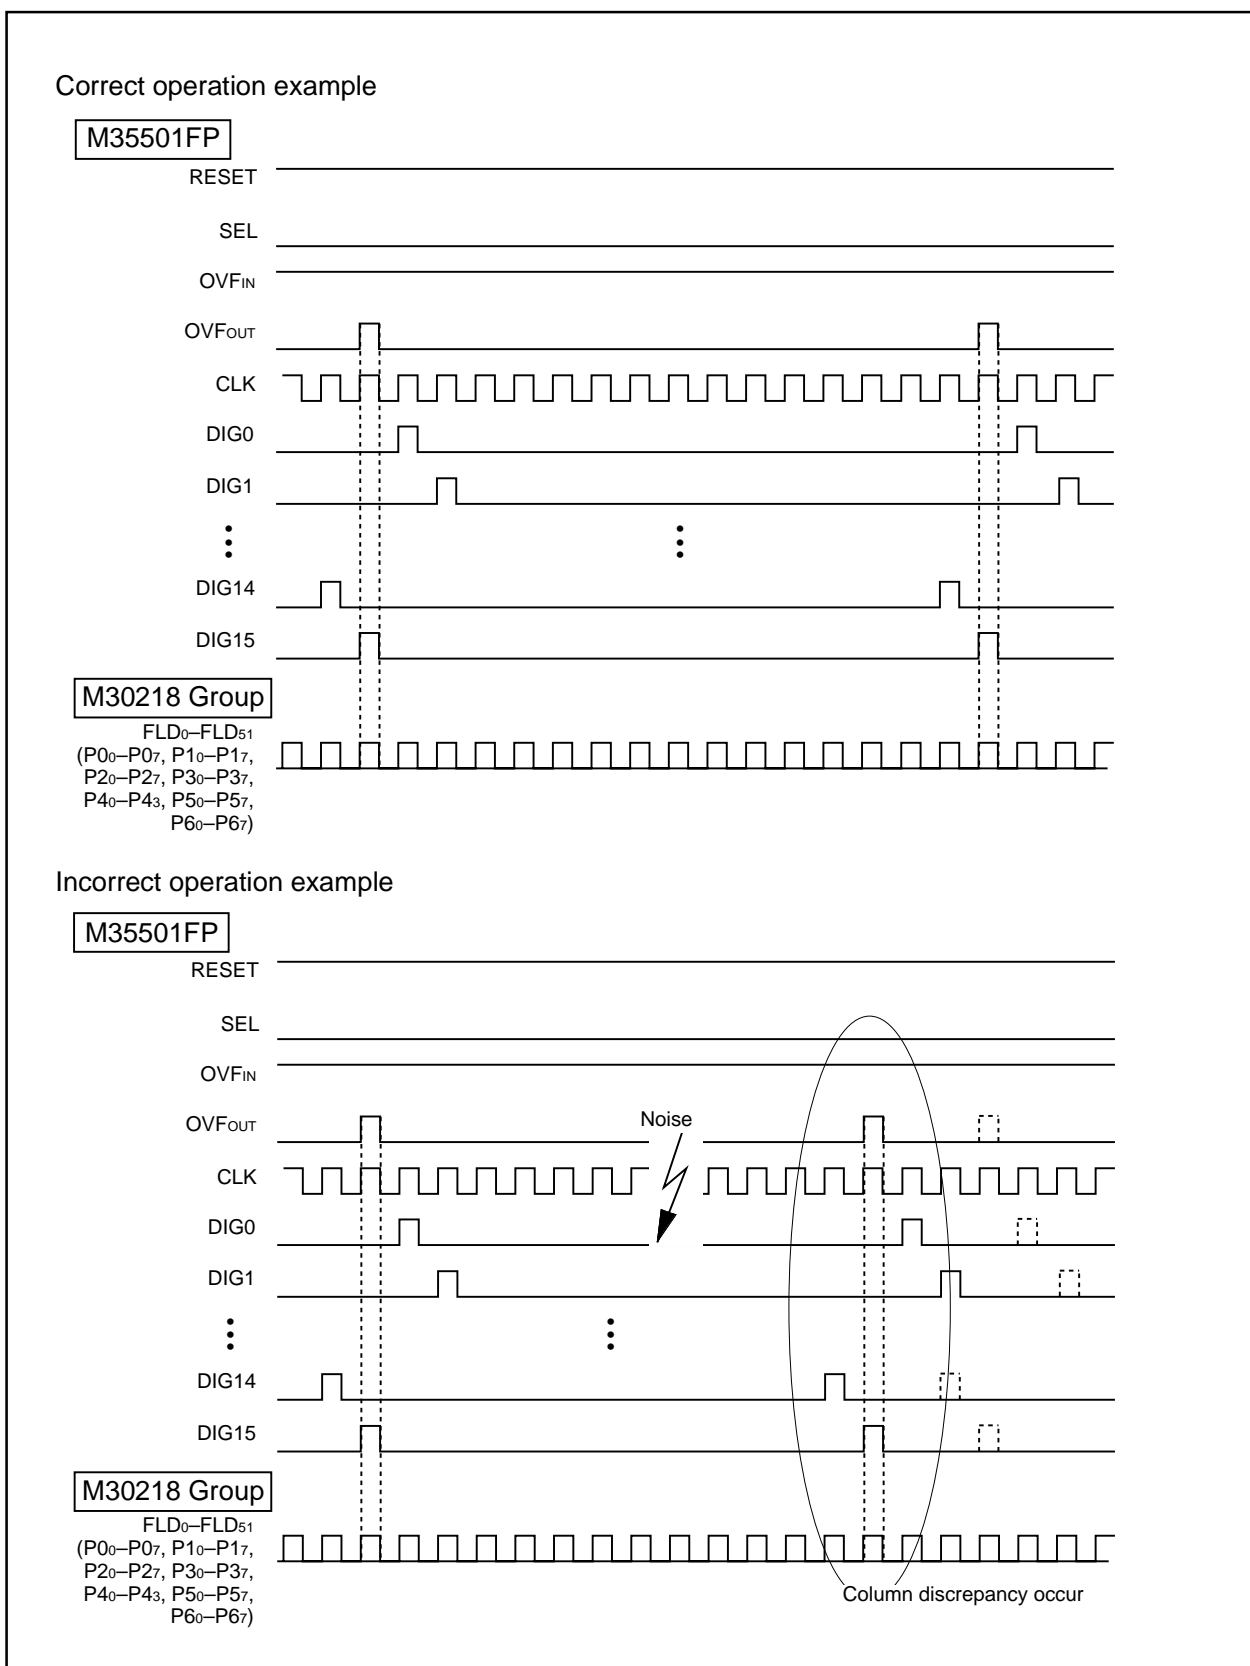 Correct operation example
M35501FP
RESET
SEL
OVFIN
OVFOUT
CLK
DIG0
DIG1
DIG14
DIG15
M30218 Group
FLD0–FLD51
(P00–P07, P10–P17,
P20–P27, P30–P37,
P40–P43, P50–P57,
P60–P67)
Incorrect operation example
M35501FP
RESET
SEL
OVFIN
OVFOUT
Noise
CLK
DIG0
DIG1
DIG14
DIG15
M30218 Group
FLD0–FLD51
(P00–P07, P10–P17,
P20–P27, P30–P37,
P40–P43, P50–P57,
P60–P67)
Column discrepancy occur